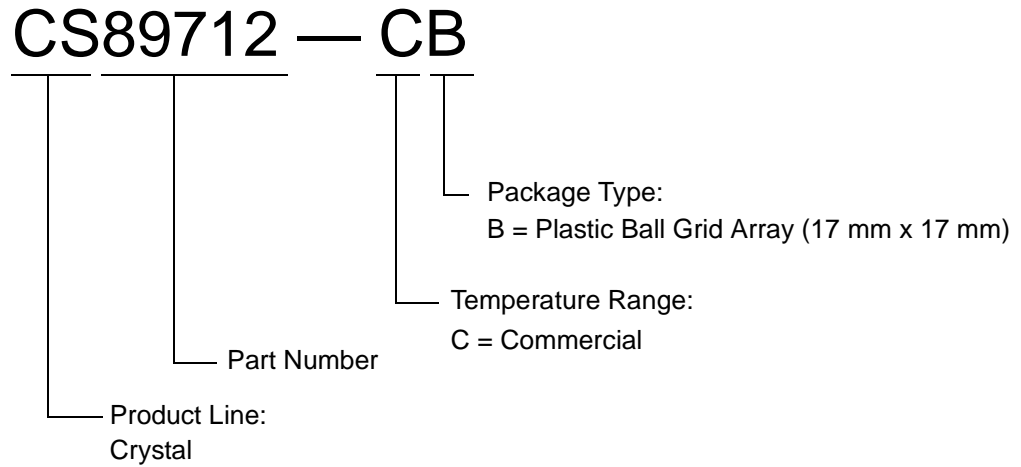 CS89712 — CB
Package Type:
B = Plastic Ball Grid Array (17 mm x 17 mm)
Temperature Range:
C = Commercial
Part Number
Product Line:
Crystal